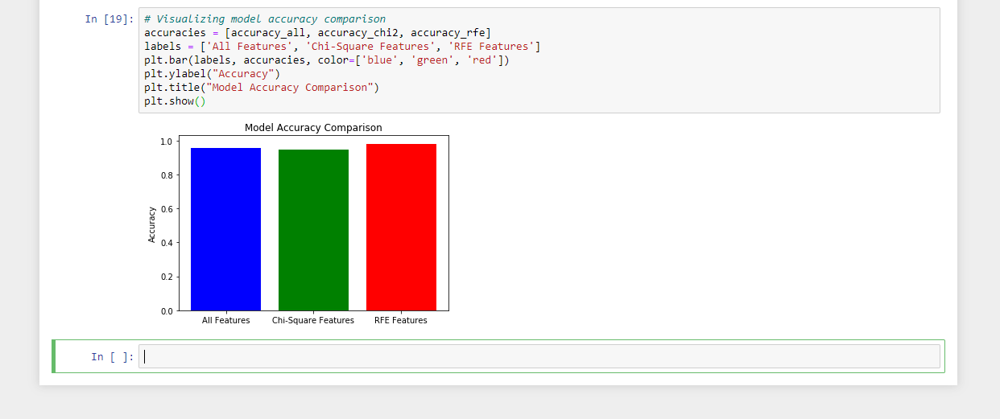 In [19]:
# Visualizing model accuracy comparison
accuracies = [accuracy_all, accuracy_chi2, accuracy_rfe]
labels = ['All Features', 'Chi-Square Features', 'RFE Features']
plt.bar(labels, accuracies, color=['blue', 'green', 'red'])
plt.ylabel("Accuracy")
plt.title("Model Accuracy Comparison")
plt.show()
Model Accuracy Comparison
1.0
0.8
0.6
0.4
0.2
0.0
Accuracy
All Features Chi-Square Features RFE Features
In [ ]: